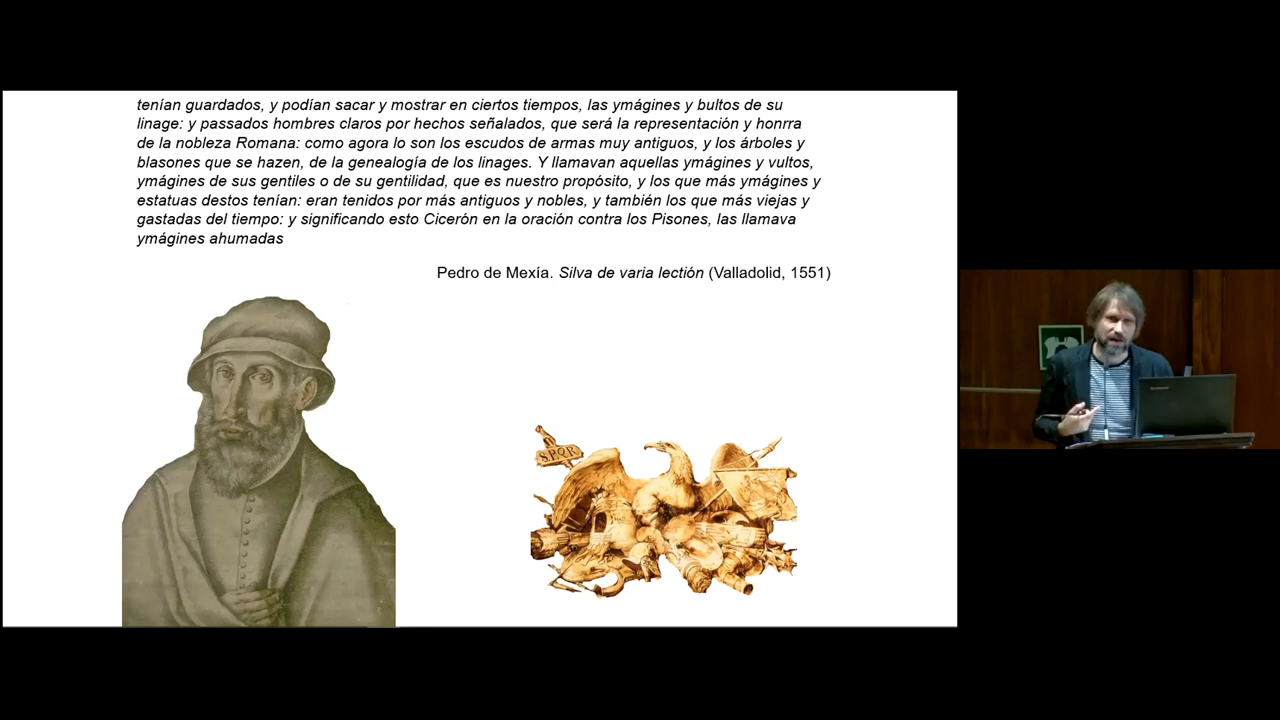 tenían guardados, y podían sacar y mostrar en ciertos tiempos, las ymágines y bultos de su
linage: y passados hombres claros por hechos señalados, que será la representación y honrra
de la nobleza Romana: como agora lo son los escudos de armas muy antiguos, y los árboles y
blasones que se hazen, de la genealogía de los linages. Y llamavan aquellas ymágines y vultos,
ymágines de sus gentiles o de su gentilidad, que es nuestro propósito, y los que más ymágines y
estatuas destos tenían: eran tenidos por más antiguos y nobles, y también los que más viejas y
gastadas del tiempo: y significando esto Cicerón en la oración contra los Pisones, las llamava
ymágines ahumadas
Pedro de Mexía. Silva de varia lectión (Valladolid, 1551)
S.P.Q.R